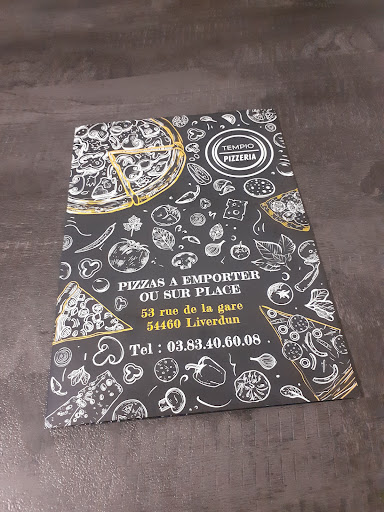 TEMPIO
PIZZERIA
PIZZAS A EMPORTER
OU SUR PLACE
53 rue de la gare
54460 Liverdun
Tel : 03.83.40.60.08